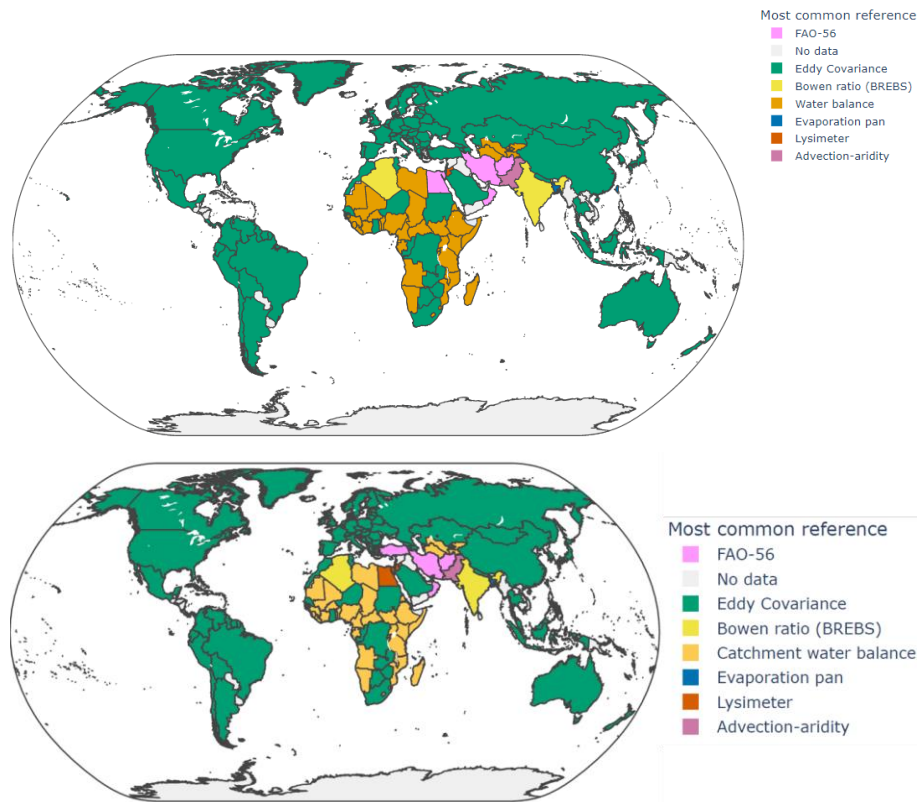 Most common reference
FAO-56
No data
Eddy Covariance
Bowen ratio (BREBS)
Water balance
Evaporation pan
Lysimeter
Advection-aridity
Most common reference
FAO-56
No data
Eddy Covariance
Bowen ratio (BREBS)
Catchment water balance
Evaporation pan
Lysimeter
Advection-aridity